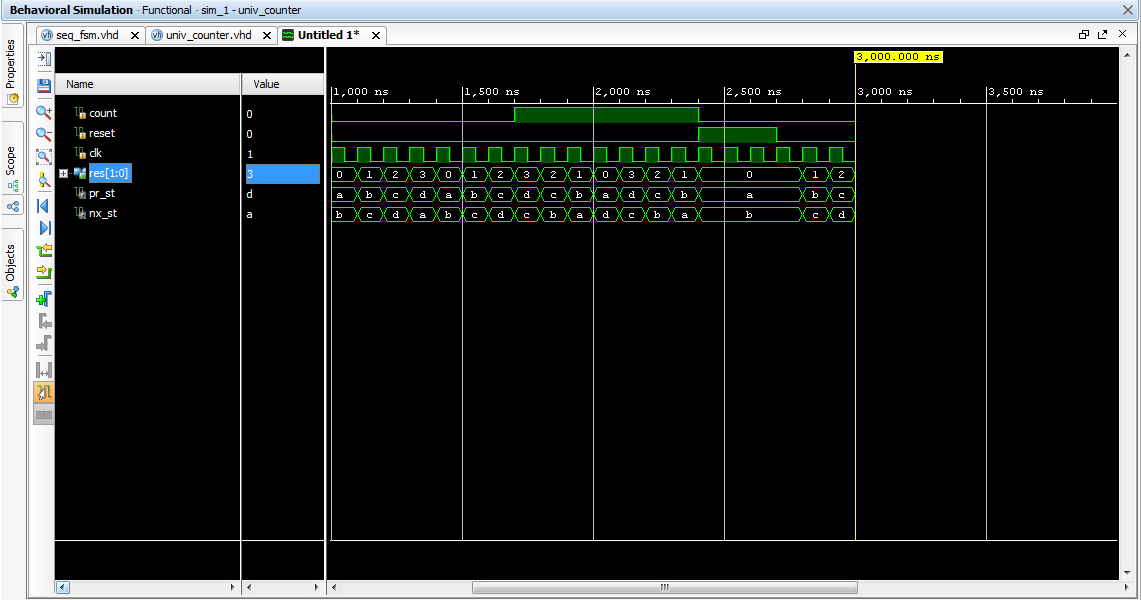 Behavioral Simulation - Functional - sim_1 - univ_counter
seq_fsm.vhd univ_counter.vhd Untitled 1*
Properties
Scope
Objects
Name Value
3,000.000 ns
1,000 ns 1,500 ns 2,000 ns 2,500 ns 3,000 ns 3,500 ns
count 0
reset 0
clk 1
res[1:0] 3 0 1 2 3 0 1 2 3 2 1 0 3 2 1 0 1 2
pr_st d a b c d a b c d c b a d c b a b c
nx_st a b c d a b c d c b a d c b a b c d